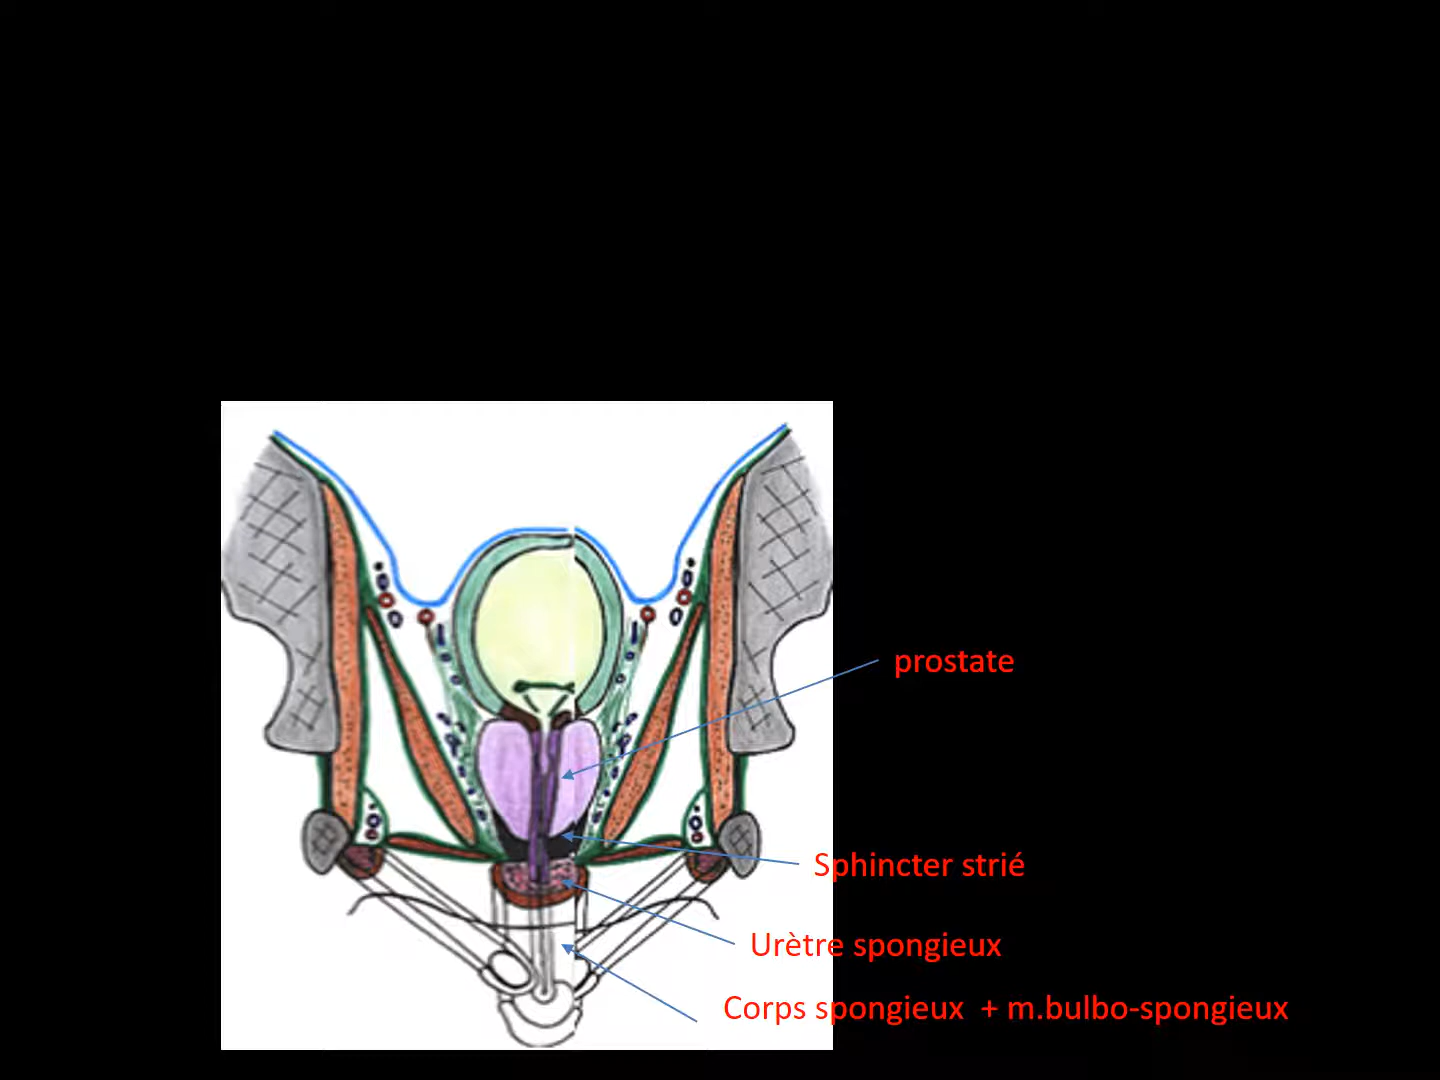 prostate
Sphincter strié
Urètre spongieux
Corps spongieux + m.bulbo-spongieux